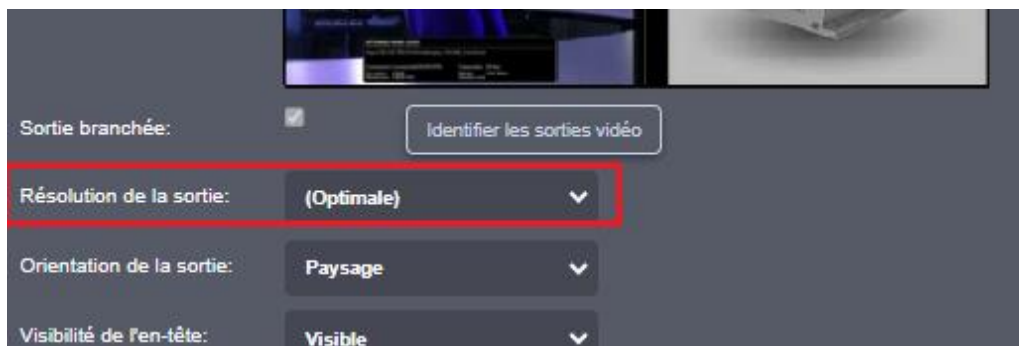 Sortie branchée:
Identifier les sorties vidéo
Résolution de la sortie:
(Optimale)
Orientation de la sortie:
Paysage
Visibilité de l'en-tête:
Visible